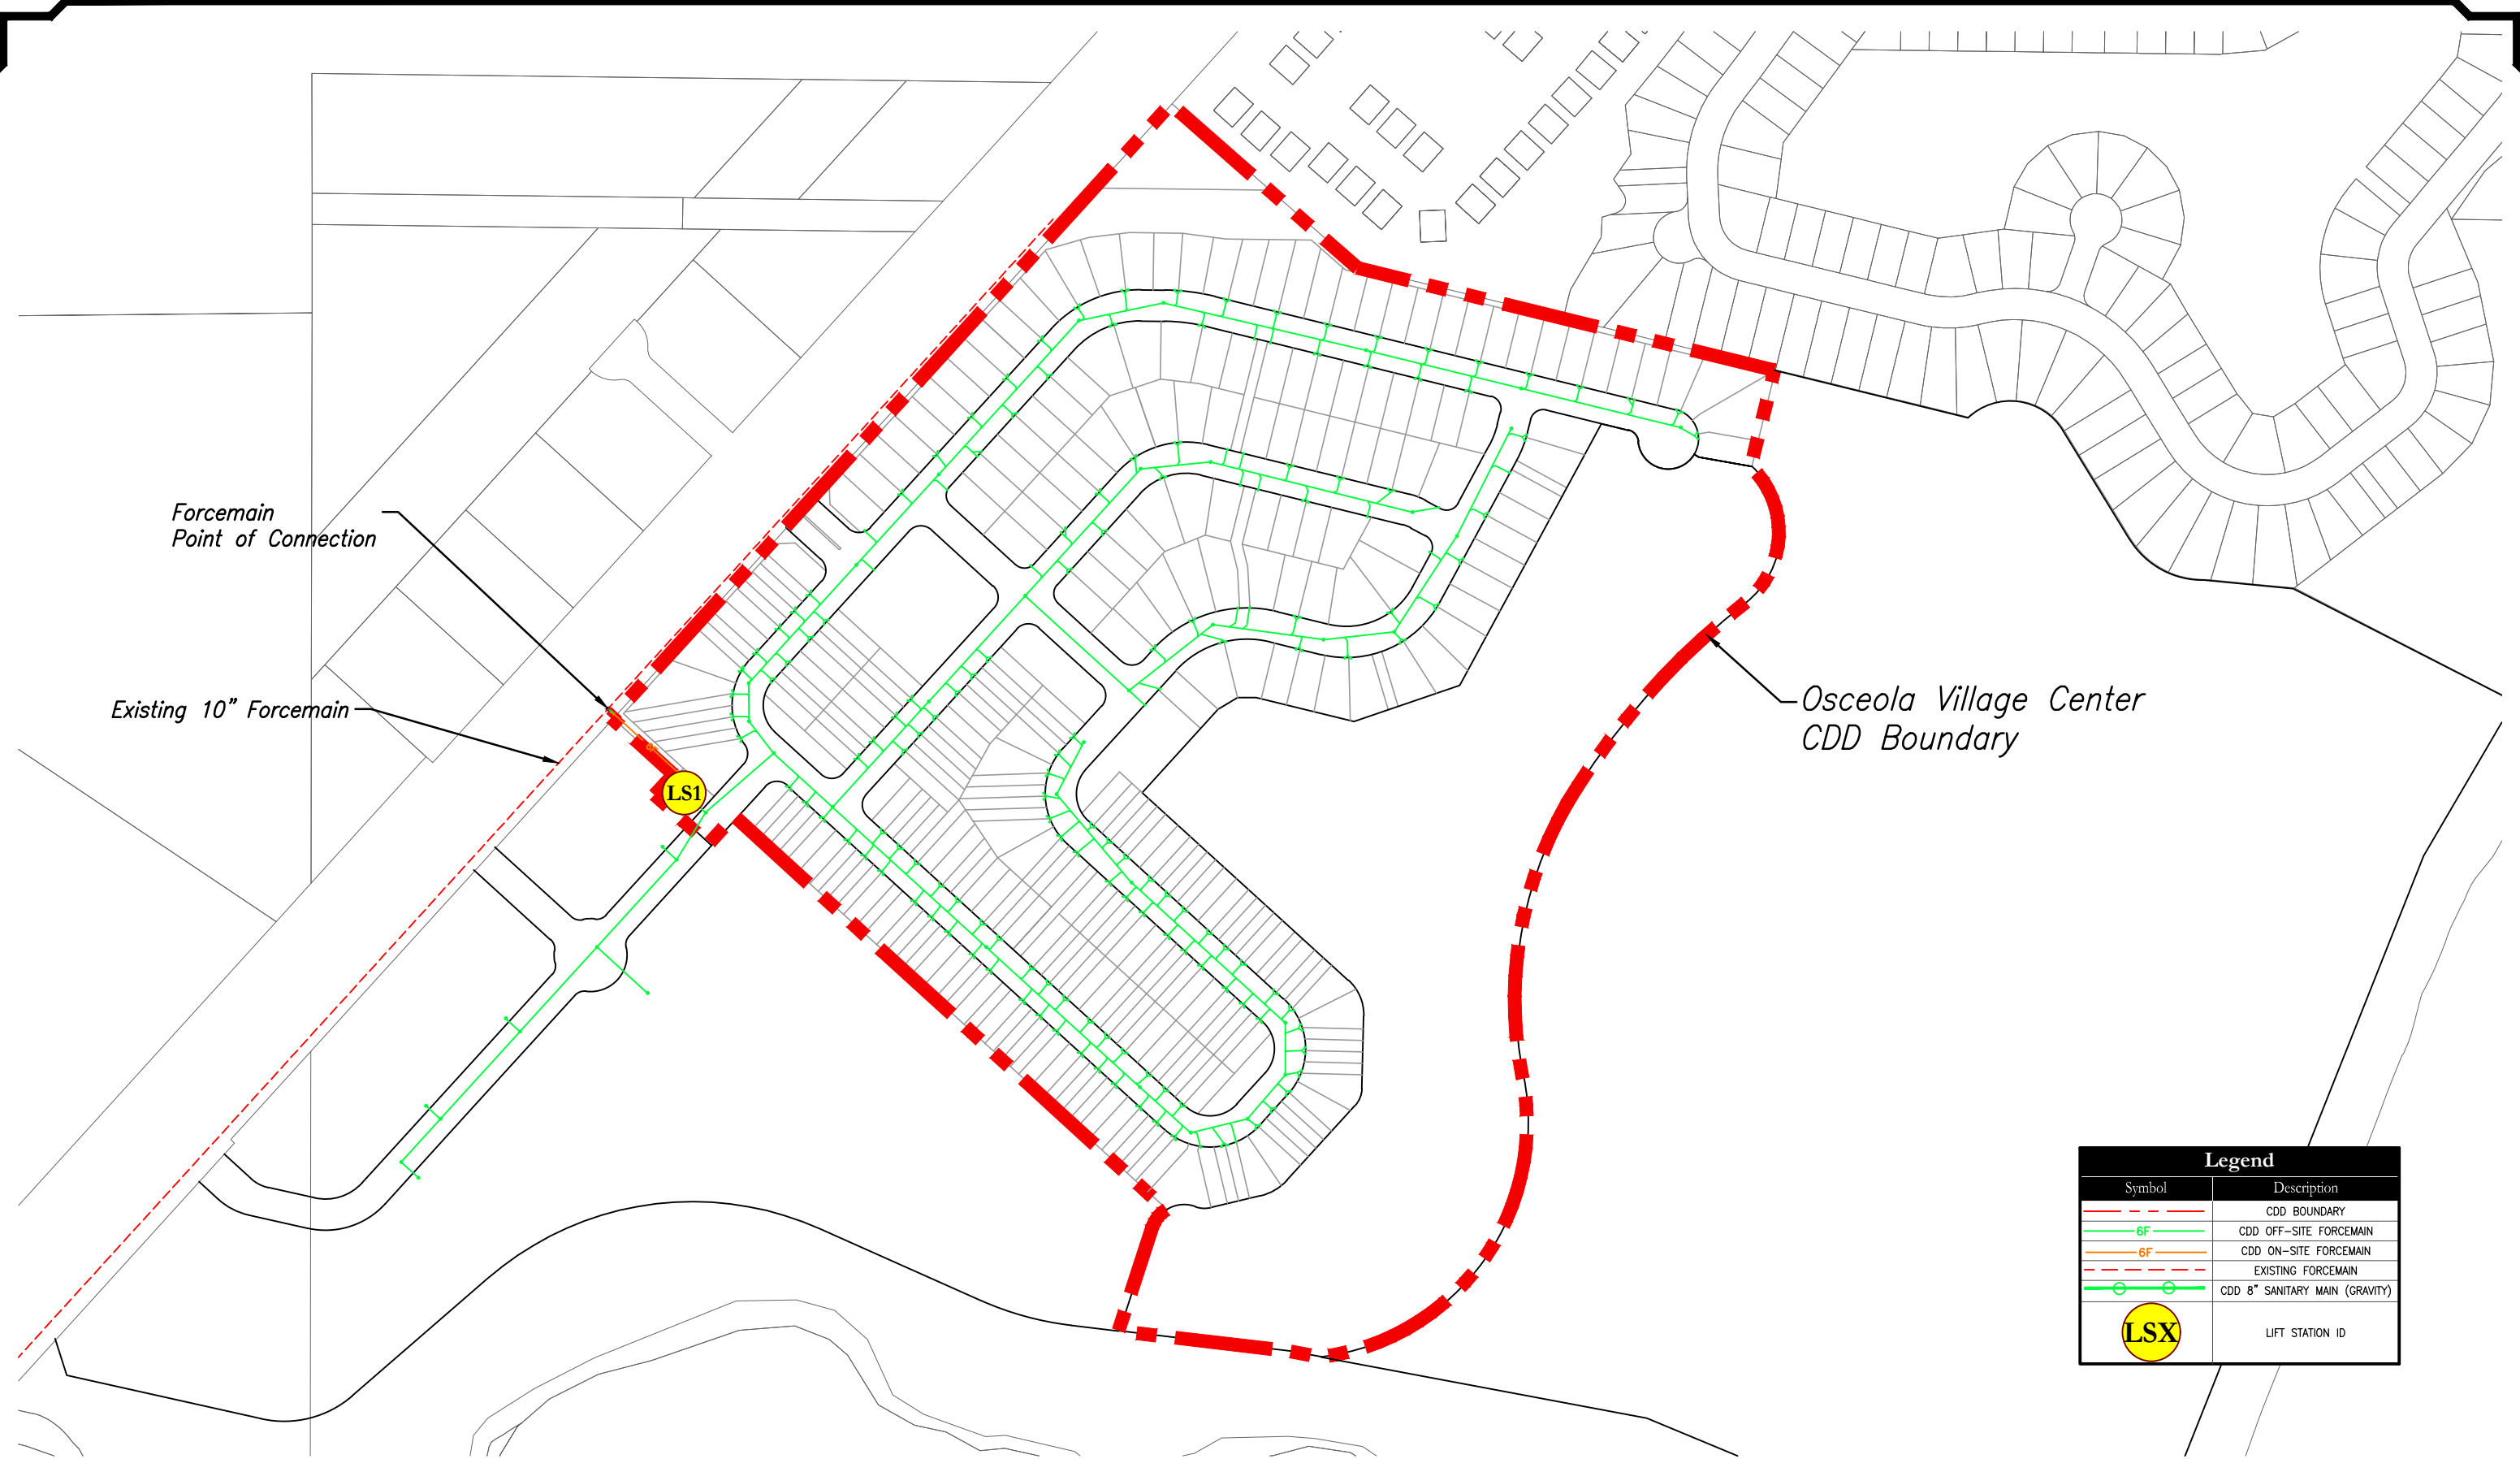 Forcemain
Point of Connection
Existing 10" Forcemain
4F
LS1
Osceola Village Center
CDD Boundary
Legend
Symbol Description
CDD BOUNDARY
6F CDD OFF-SITE FORCEMAIN
6F CDD ON-SITE FORCEMAIN
EXISTING FORCEMAIN
CDD 8" SANITARY MAIN (GRAVITY)
LSX LIFT STATION ID